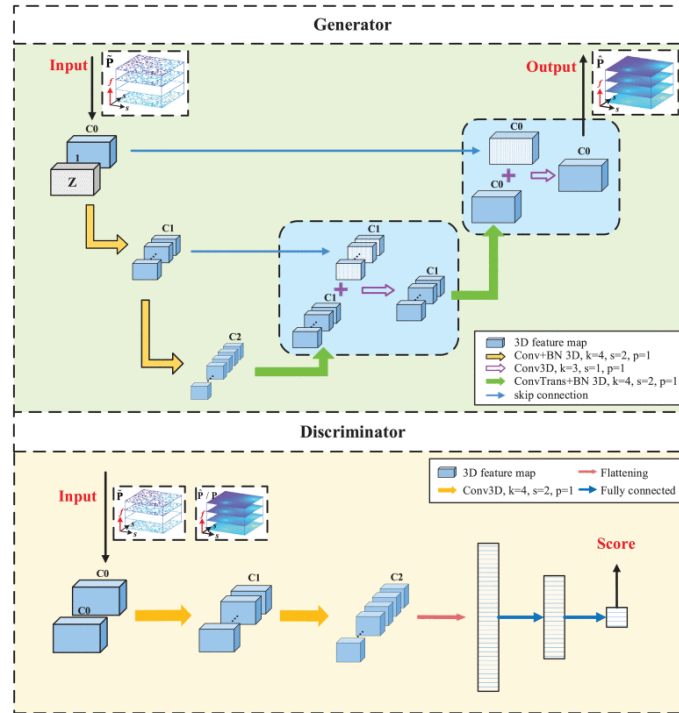 Generator
Input
P̃
f
s
s
Output
P̂
f
s
s
C0
1
Z
C0
C0
C0
C1
C1
C1
C1
C2
3D feature map
Conv+BN 3D, k=4, s=2, p=1
Conv3D, k=3, s=1, p=1
ConvTrans+BN 3D, k=4, s=2, p=1
skip connection
Discriminator
Input
P̃
f
s
s
P̂ / P
f
s
s
3D feature map
Flattening
Conv3D, k=4, s=2, p=1
Fully connected
Score
C0
C0
C1
C2